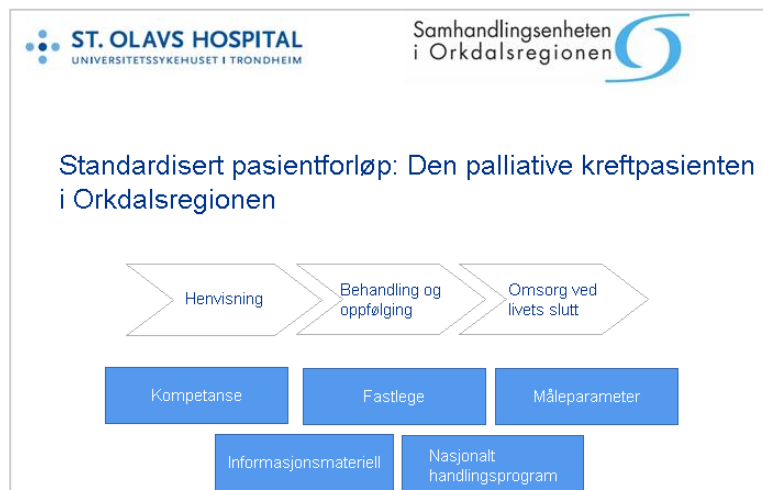 ST. OLAVS HOSPITAL
UNIVERSITETSSYKEHUSET I TRONDHEIM
Samhandlingsenheten
i Orkdalsregionen
Standardisert pasientforløp: Den palliative kreftpasienten
i Orkdalsregionen
Henvisning
Behandling og
oppfølging
Omsorg ved
livets slutt
Kompetanse
Fastlege
Måleparameter
Informasjonsmateriell
Nasjonalt
handlingsprogram